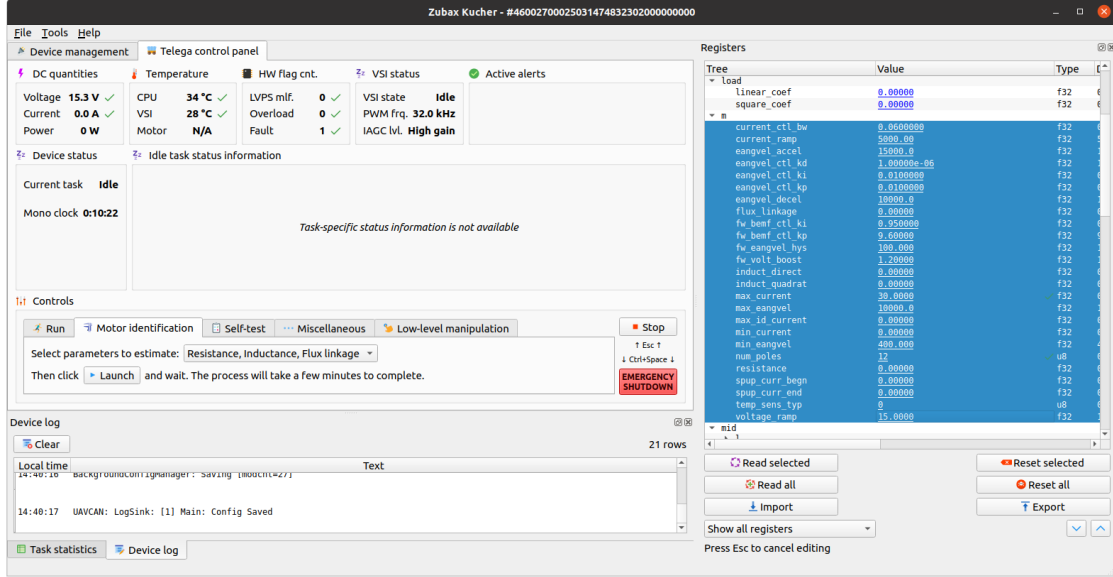 Zubax Kucher - #46002700025031474832302000000000
File Tools Help
Device management
Telega control panel
DC quantities
Voltage 15.3 V
Current 0.0 A
Power 0 W
Temperature
CPU 34 °C
VSI 28 °C
Motor N/A
HW flag cnt.
LVPS mlf. 0
Overload 0
Fault 1
VSI status
VSI state Idle
PWM frq. 32.0 kHz
IAGC lvl. High gain
Active alerts
Device status
Current task Idle
Mono clock 0:10:22
Idle task status information
Task-specific status information is not available
Controls
Run
Motor identification
Self-test
Miscellaneous
Low-level manipulation
Select parameters to estimate: Resistance, Inductance, Flux linkage
Then click Launch and wait. The process will take a few minutes to complete.
Stop
↑ Esc ↑
↓ Ctrl+Space ↓
EMERGENCY
SHUTDOWN
Device log
Clear
21 rows
Local time Text
14:40:16 BackgroundConfigManager: Saving [modcnt=27]
14:40:17 UAVCAN: LogSink: [1] Main: Config Saved
Task statistics
Device log
Registers
Tree Value Type
load
linear_coef 0.00000 f32
square_coef 0.00000 f32
m
current_ctl_bw 0.0600000 f32
current_ramp 5000.00 f32
eangvel_accel 15000.0 f32
eangvel_ctl_kd 1.00000e-06 f32
eangvel_ctl_ki 0.0100000 f32
eangvel_ctl_kp 0.0100000 f32
eangvel_decel 10000.0 f32
flux_linkage 0.00000 f32
fw_bemf_ctl_ki 0.950000 f32
fw_bemf_ctl_kp 9.60000 f32
fw_eangvel_hys 100.000 f32
fw_volt_boost 1.20000 f32
induct_direct 0.00000 f32
induct_quadrat 0.00000 f32
max_current 30.0000 f32
max_eangvel 10000.0 f32
max_id_current 0.00000 f32
min_current 0.00000 f32
min_eangvel 400.000 f32
num_poles 12 u8
resistance 0.00000 f32
spup_curr_begn 0.00000 f32
spup_curr_end 0.00000 f32
temp_sens_typ 0 u8
voltage_ramp 15.0000 f32
mid
Read selected
Reset selected
Read all
Reset all
Import
Export
Show all registers
Press Esc to cancel editing